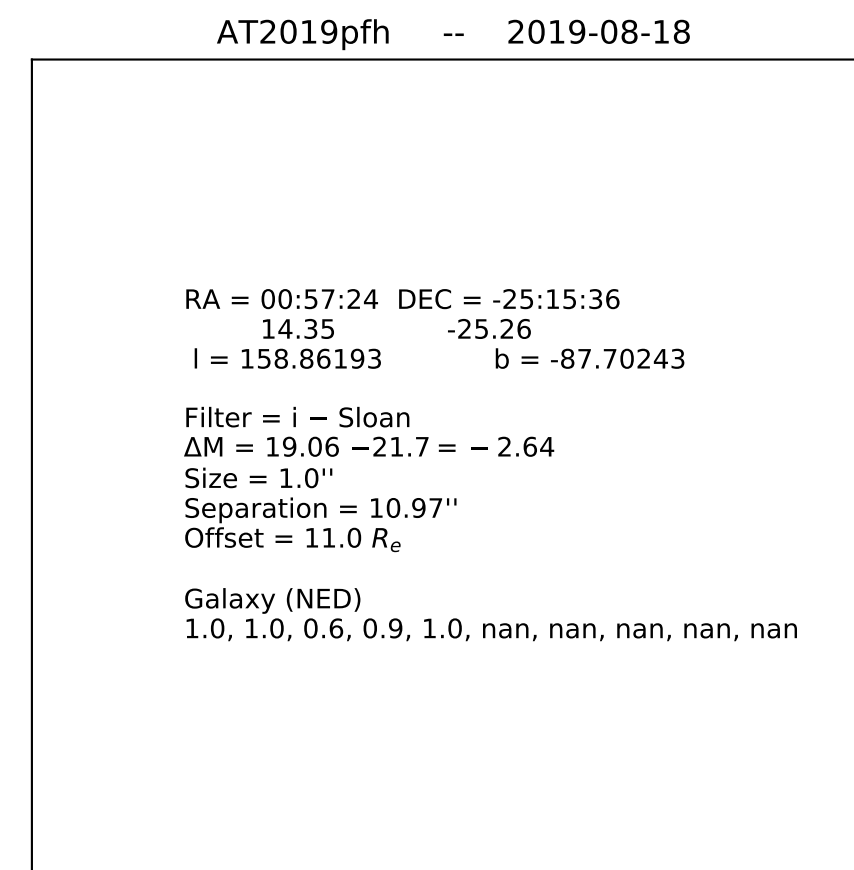 AT2019pfh -- 2019-08-18
RA = 00:57:24 DEC = -25:15:36
14.35 -25.26
l = 158.86193 b = -87.70243
Filter = i − Sloan
ΔM = 19.06 −21.7 = − 2.64
Size = 1.0''
Separation = 10.97''
Offset = 11.0 Re
Galaxy (NED)
1.0, 1.0, 0.6, 0.9, 1.0, nan, nan, nan, nan, nan